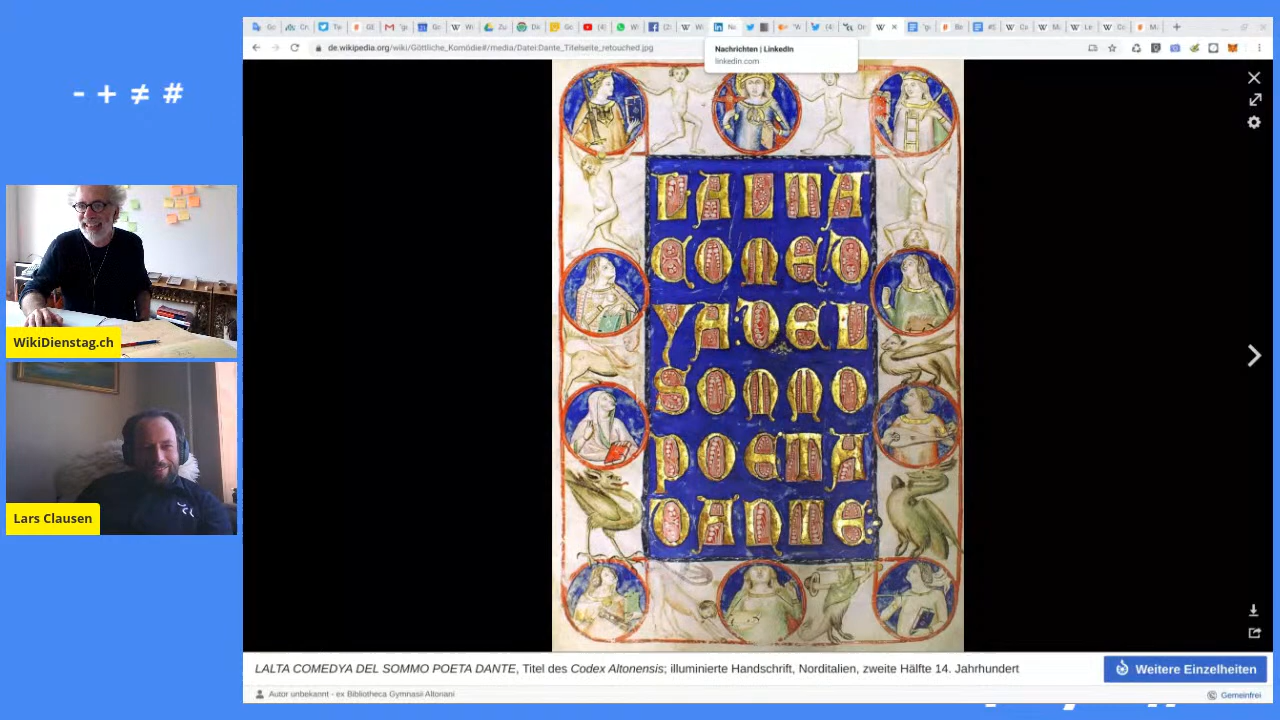 - + ≠ #
WikiDienstag.ch
Lars Clausen
de.wikipedia.org/wiki/Göttliche_Komödie#/media/Datei:Dante_Titelseite_retouched.jpg
Nachrichten | LinkedIn
linkedin.com
LALTA
COMED
YA·DEL
SOMMO
POETA
DANTE
LALTA COMEDYA DEL SOMMO POETA DANTE, Titel des Codex Altonensis; illuminierte Handschrift, Norditalien, zweite Hälfte 14. Jahrhundert
Weitere Einzelheiten
Autor unbekannt - ex Bibliotheca Gymnasii Altonani
Gemeinfrei